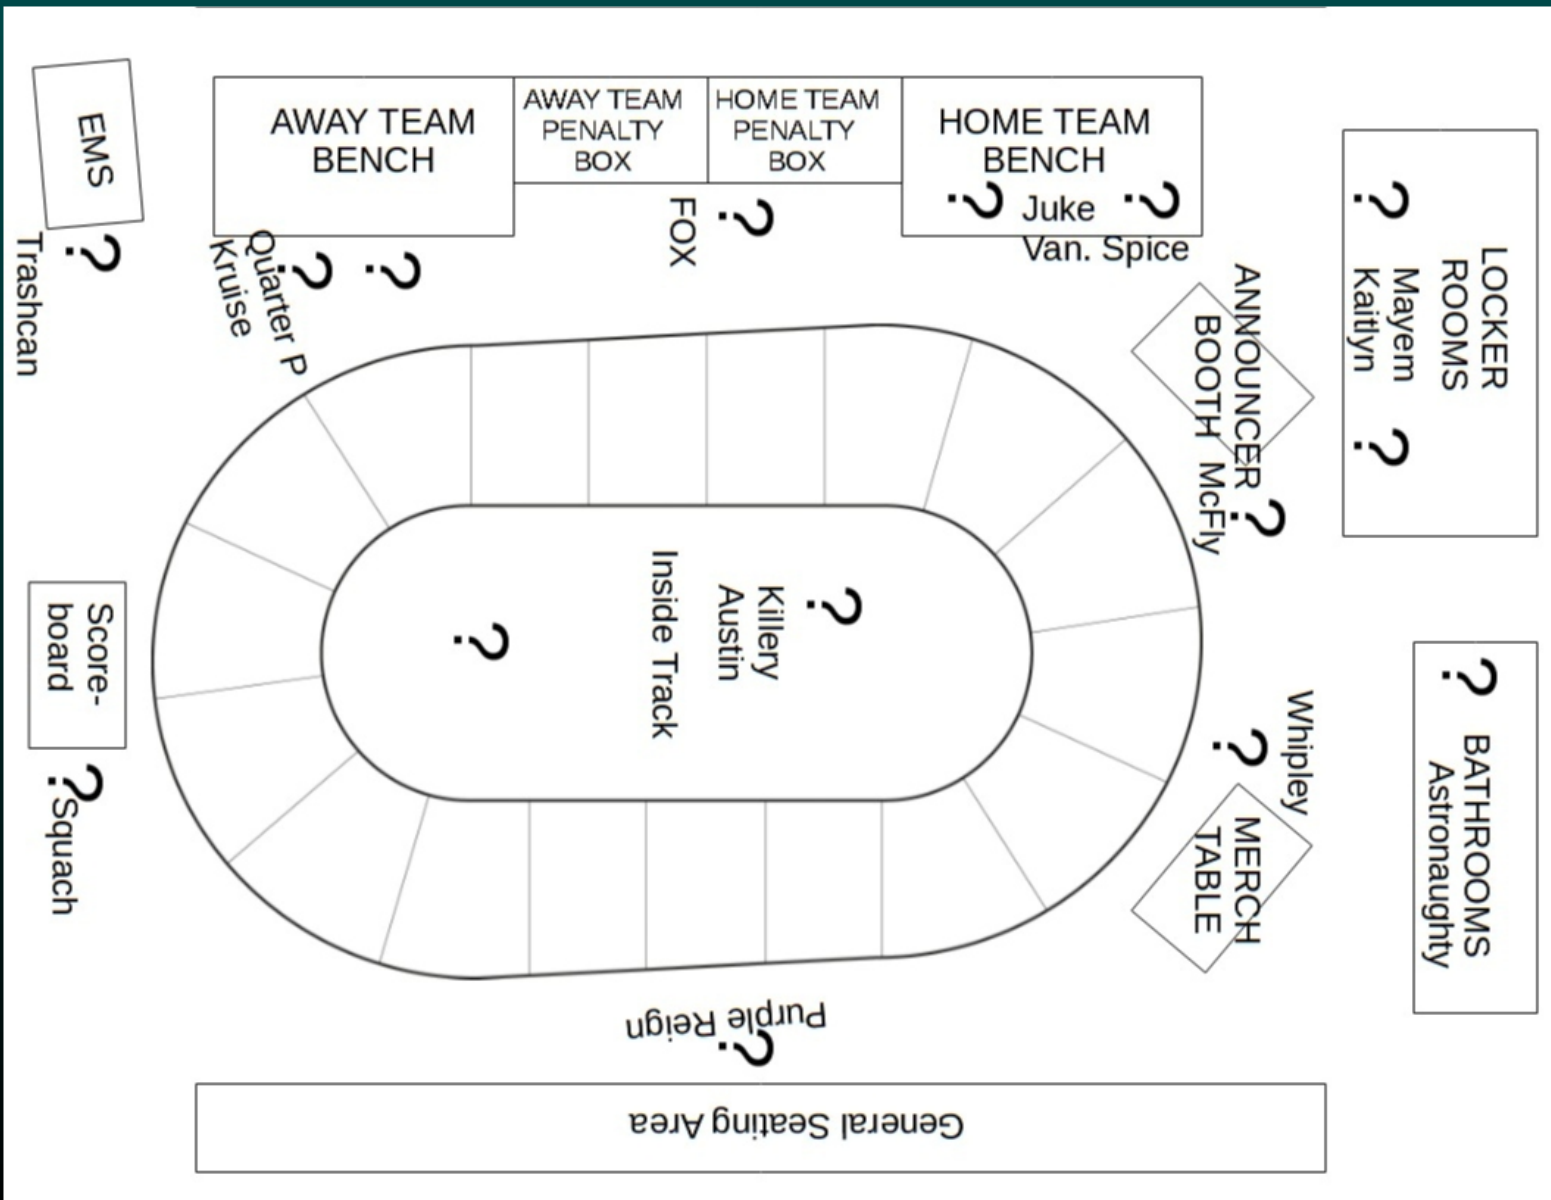 EMS
?
Trashcan
AWAY TEAM
BENCH
Quarter P
Kruise
?
?
AWAY TEAM
PENALTY
BOX
HOME TEAM
PENALTY
BOX
FOX
?
HOME TEAM
BENCH
?
Juke
?
Van. Spice
LOCKER
ROOMS
Mayem
Kaitlyn
?
?
ANNOUNCER
BOOTH McFly
?
Killery
Austin
Inside Track
?
?
Score-
board
?
Squach
Whipley
?
MERCH
TABLE
?
BATHROOMS
Astronaughty
Purple Reign
?
General Seating Area